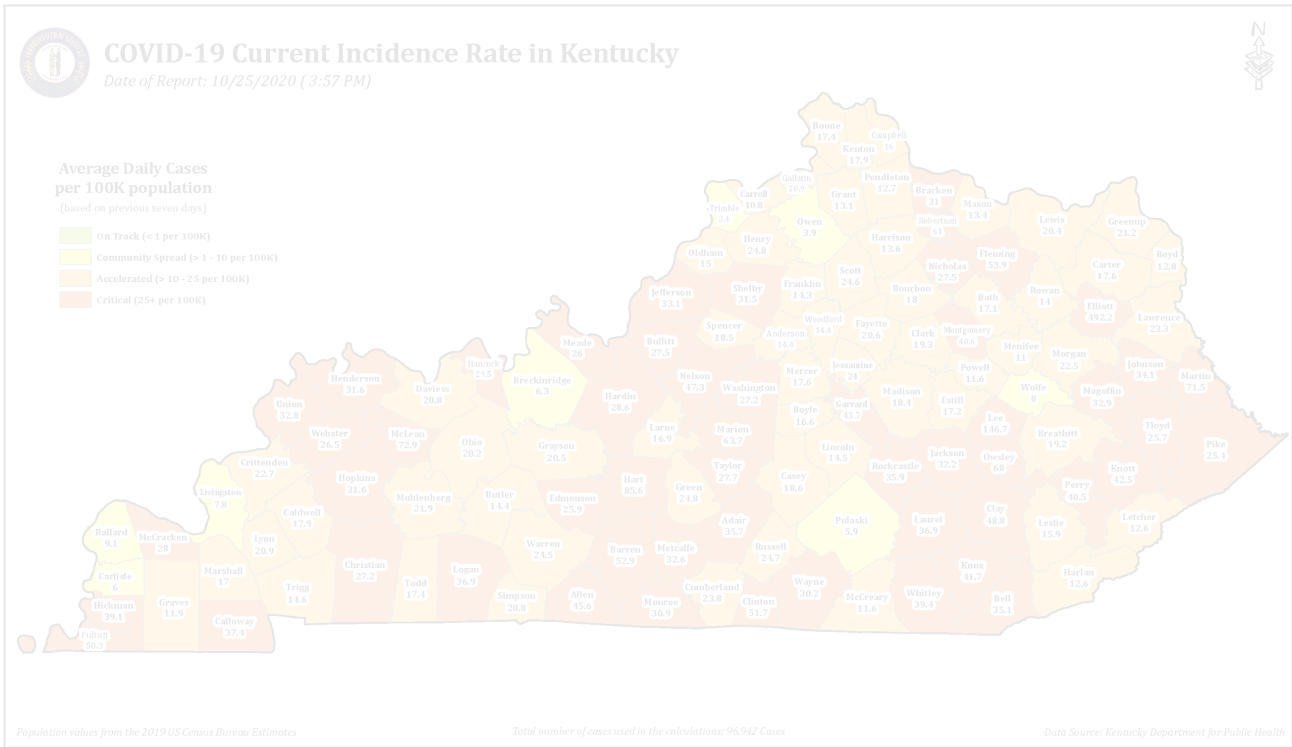 COVID-19 Current Incidence Rate in Kentucky
Date of Report: 10/25/2020 ( 3:57 PM)
N
Average Daily Cases
per 100K population
(based on previous seven days)
On Track (<1 per 100K)
Community Spread (> 1 - 10 per 100K)
Accelerated (> 10 - 25 per 100K)
Critical (25+ per 100K)
Boone
17.4
Campbell
16
Kenton
17.9
Gallatin
20.9
Pendleton
12.7
Carroll
10.8
Grant
13.1
Bracken
31
Mason
13.4
Trimble
2.4
Owen
3.9
Robertson
61
Lewis
20.4
Greenup
21.2
Henry
24.8
Harrison
13.6
Oldham
15
Fleming
53.9
Boyd
12.8
Nicholas
27.5
Carter
17.6
Scott
24.6
Franklin
14.3
Bourbon
18
Jefferson
33.1
Shelby
31.5
Bath
17.1
Rowan
14
Elliott
492.2
Lawrence
23.3
Spencer
18.5
Woodford
14.4
Fayette
20.6
Anderson
14.4
Clark
19.3
Montgomery
40.6
Menifee
11
Morgan
22.5
Meade
26
Bullitt
27.5
Hancock
24.5
Breckinridge
6.3
Henderson
31.6
Daviess
20.8
Nelson
47.3
Washington
27.2
Mercer
17.6
Jessamine
24
Powell
11.6
Johnson
34.1
Martin
71.5
Union
32.8
Hardin
28.6
Madison
18.4
Estill
17.2
Wolfe
8
Magoffin
32.9
Boyle
16.6
Garrard
43.7
Lee
146.7
Webster
26.5
McLean
72.9
Ohio
20.2
Grayson
20.5
Larue
16.9
Marion
63.7
Breathitt
19.2
Floyd
25.7
Pike
25.4
Lincoln
14.5
Jackson
32.2
Owsley
68
Crittenden
22.7
Hopkins
31.6
Hart
85.6
Taylor
27.7
Casey
18.6
Rockcastle
35.9
Knott
42.5
Livingston
7.8
Muhlenberg
21.9
Butler
14.4
Edmonson
25.9
Green
24.8
Perry
40.5
Caldwell
17.9
Adair
35.7
Pulaski
5.9
Laurel
36.9
Clay
48.8
Leslie
15.9
Letcher
12.6
Ballard
9.1
McCracken
28
Lyon
20.9
Warren
24.5
Barren
52.9
Metcalfe
32.6
Russell
24.7
Carlisle
6
Marshall
17
Christian
27.2
Logan
36.9
Knox
41.7
Harlan
12.6
Trigg
14.6
Todd
17.4
Simpson
20.8
Allen
45.6
Monroe
30.9
Cumberland
23.8
Clinton
51.7
Wayne
30.2
McCreary
11.6
Whitley
39.4
Bell
35.1
Hickman
39.1
Graves
11.9
Calloway
37.4
Fulton
50.3
Population values from the 2019 US Census Bureau Estimates
Total number of cases used in the calculations: 96,942 Cases
Data Source: Kentucky Department for Public Health